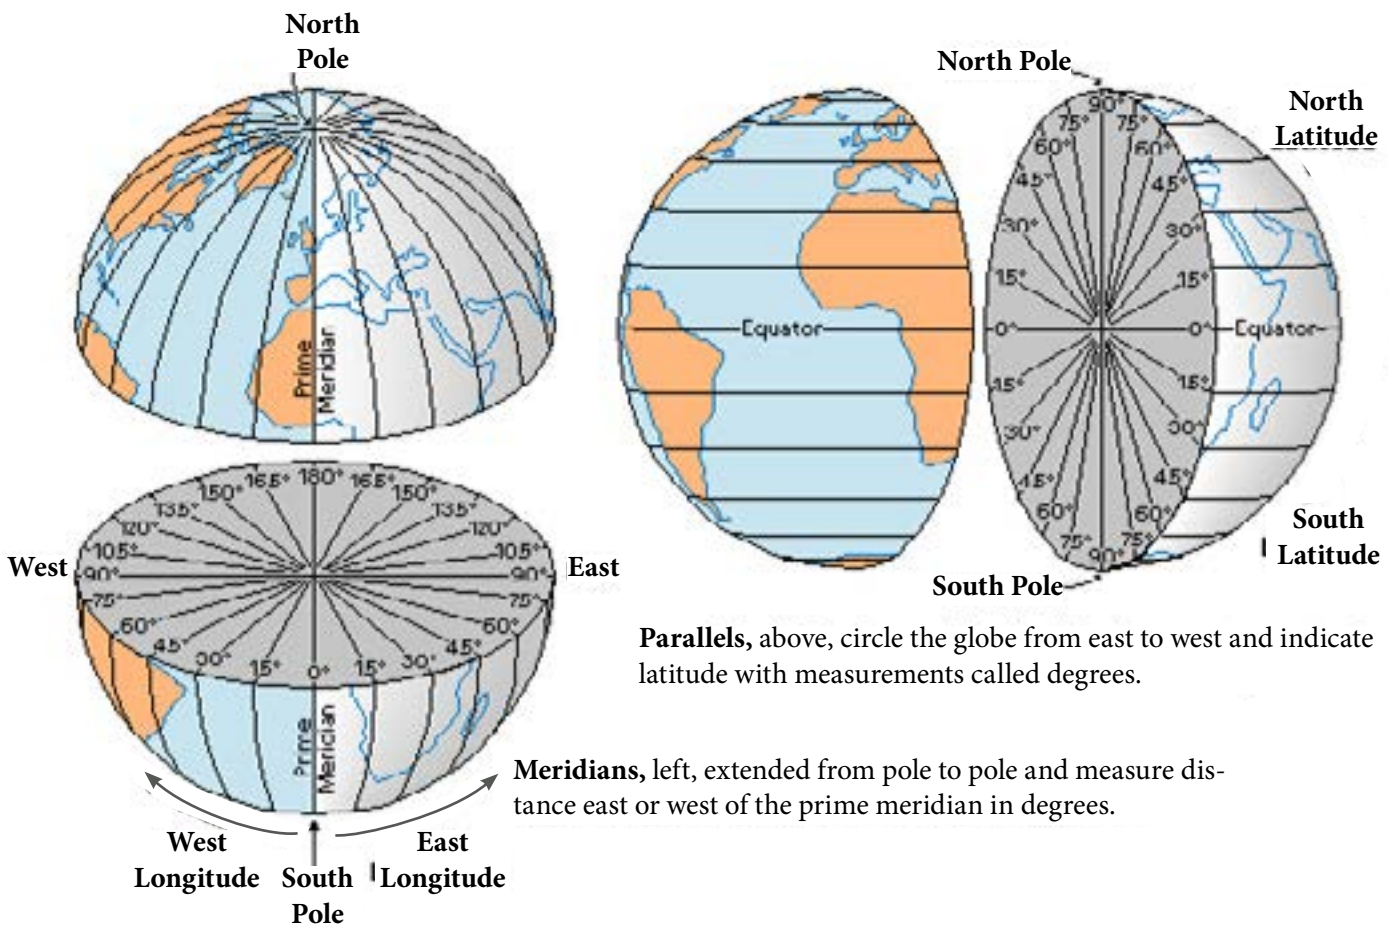 North
Pole
Prime
Meridian
180°
165° 165°
150° 150°
135° 135°
120° 120°
105° 105°
West 90° 90° East
75° 75°
60° 60°
45° 45°
30° 30°
15° 0° 15°
Prime
Meridian
West
Longitude
South
Pole
East
Longitude
North Pole
North
Latitude
90°
75° 75°
60° 60°
45° 45°
30° 30°
15° 15°
Equator 0° 0° Equator
15° 15°
30° 30°
45° 45°
60° 60°
75° 75°
90°
South
Latitude
South Pole
Parallels, above, circle the globe from east to west and indicate
latitude with measurements called degrees.
Meridians, left, extended from pole to pole and measure dis-
tance east or west of the prime meridian in degrees.